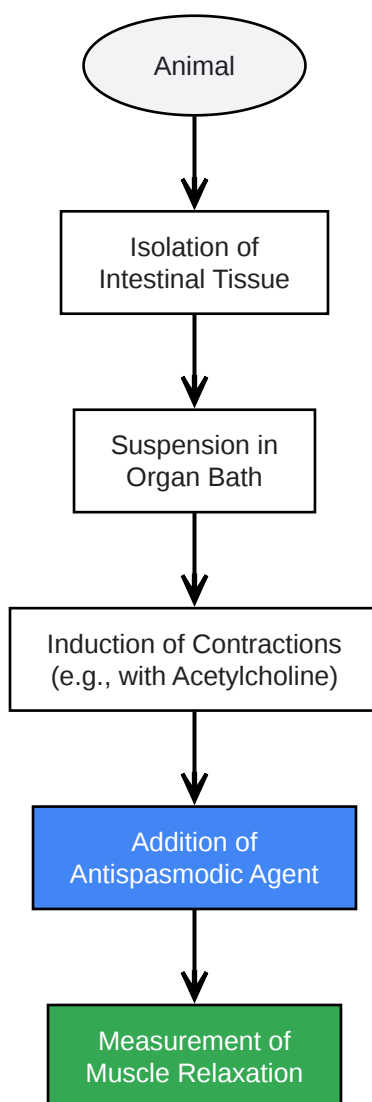 Animal
Isolation of
Intestinal Tissue
Suspension in
Organ Bath
Induction of Contractions
(e.g., with Acetylcholine)
Addition of
Antispasmodic Agent
Measurement of
Muscle Relaxation